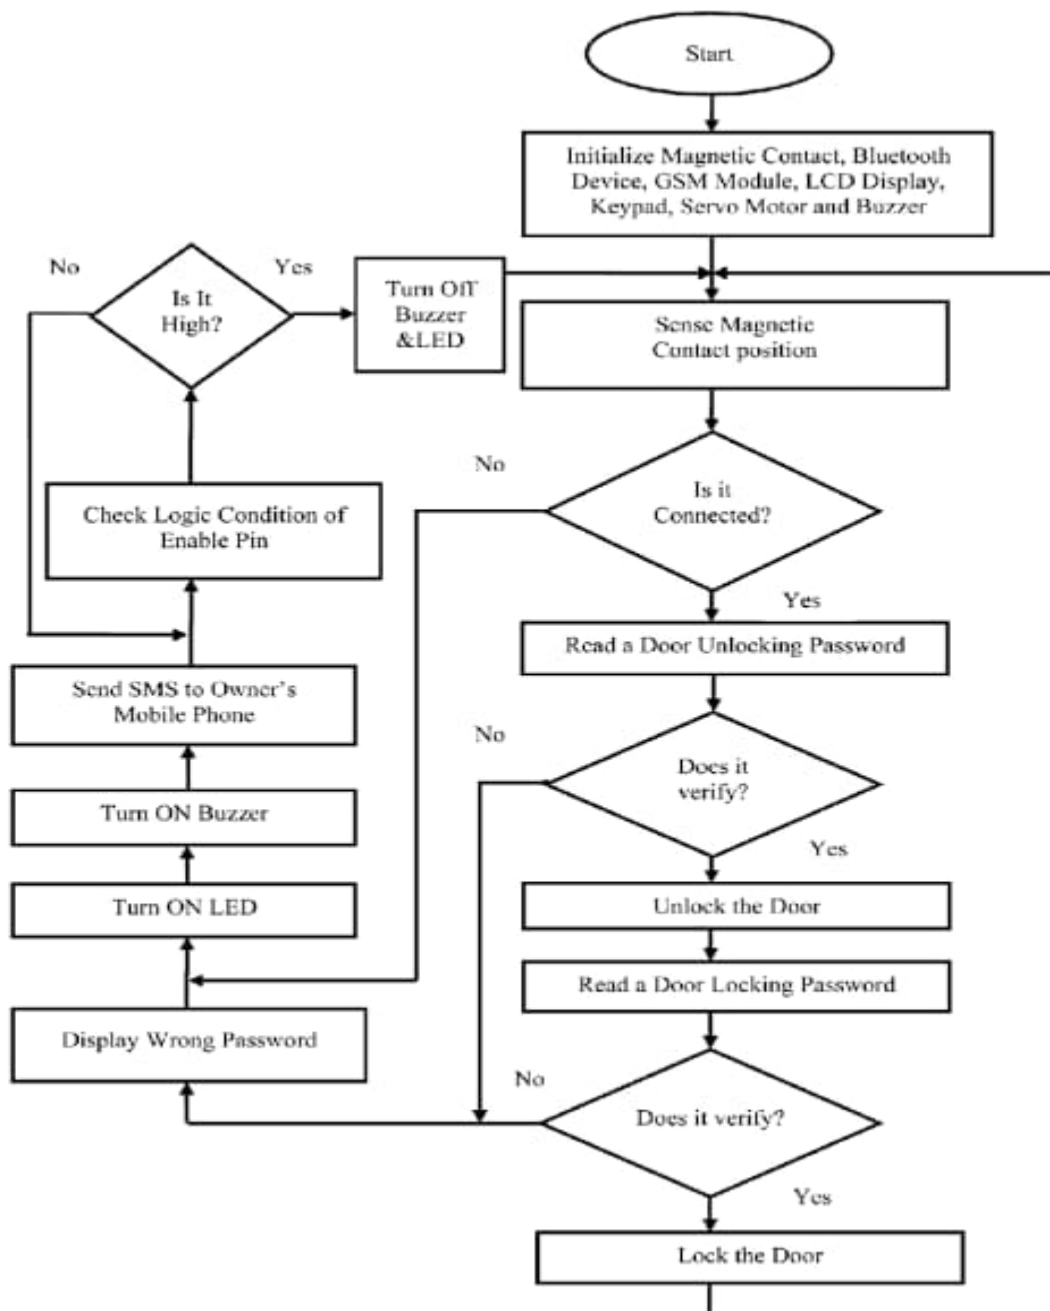 Start
Initialize Magnetic Contact, Bluetooth
Device, GSM Module, LCD Display,
Keypad, Servo Motor and Buzzer
No
Yes
Is It
High?
Turn Off
Buzzer
&LED
Sense Magnetic
Contact position
No
Is it
Connected?
Yes
Check Logic Condition of
Enable Pin
Read a Door Unlocking Password
Send SMS to Owner's
Mobile Phone
No
Does it
verify?
Yes
Turn ON Buzzer
Turn ON LED
Unlock the Door
Read a Door Locking Password
Display Wrong Password
No
Does it verify?
Yes
Lock the Door